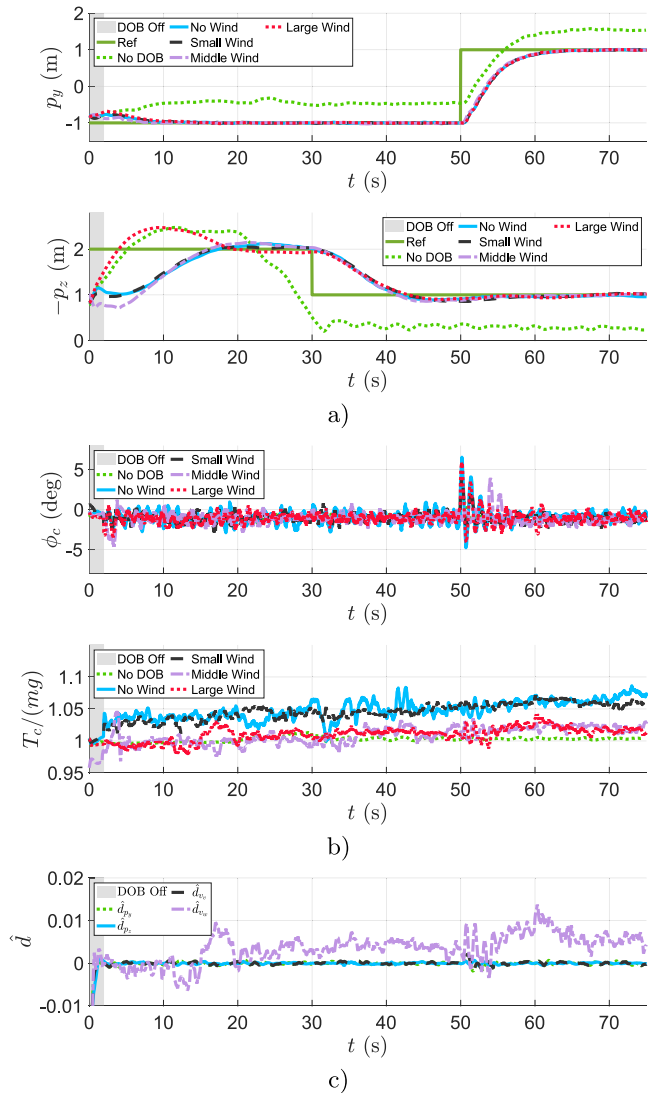 DOB Off No Wind Large Wind
Ref Small Wind
No DOB Middle Wind
2
1
0
-1
p_y (m)
0 10 20 30 40 50 60 70
t (s)
DOB Off No Wind Large Wind
Ref Small Wind
No DOB Middle Wind
2
1
0
−p_z (m)
0 10 20 30 40 50 60 70
t (s)
a)
DOB Off Small Wind
No DOB Middle Wind
No Wind Large Wind
5
0
-5
ϕ_c (deg)
0 10 20 30 40 50 60 70
t (s)
DOB Off Small Wind
No DOB Middle Wind
No Wind Large Wind
1.1
1.05
1
0.95
T_c/(mg)
0 10 20 30 40 50 60 70
t (s)
b)
DOB Off d̂_{v_c}
d̂_{p_y} d̂_{v_w}
d̂_{p_z}
0.02
0.01
0
-0.01
d̂
0 10 20 30 40 50 60 70
t (s)
c)